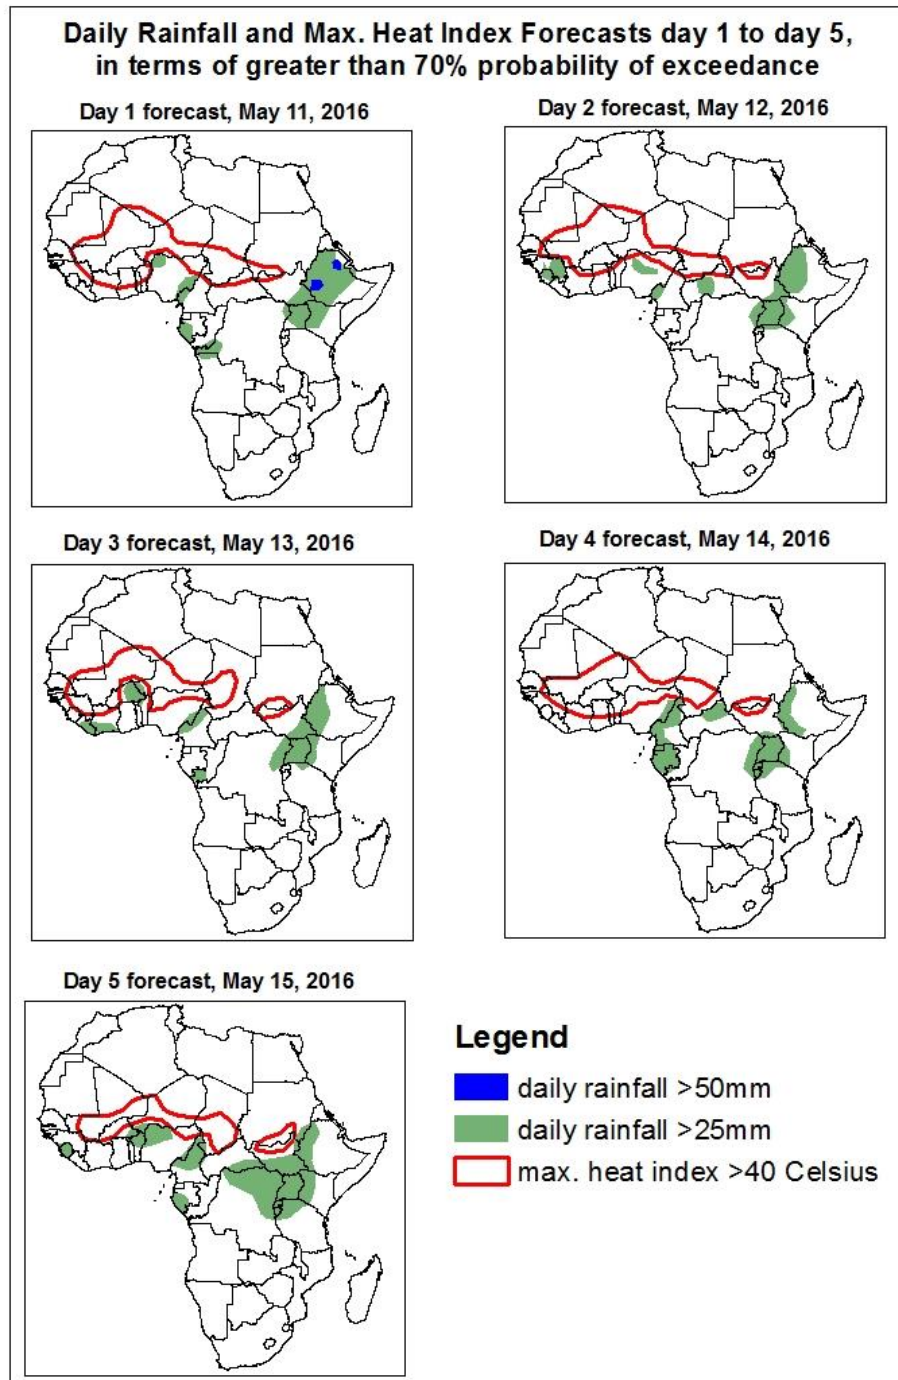 Daily Rainfall and Max. Heat Index Forecasts day 1 to day 5,
in terms of greater than 70% probability of exceedance
Day 1 forecast, May 11, 2016
Day 2 forecast, May 12, 2016
Day 3 forecast, May 13, 2016
Day 4 forecast, May 14, 2016
Day 5 forecast, May 15, 2016
Legend
daily rainfall >50mm
daily rainfall >25mm
max. heat index >40 Celsius